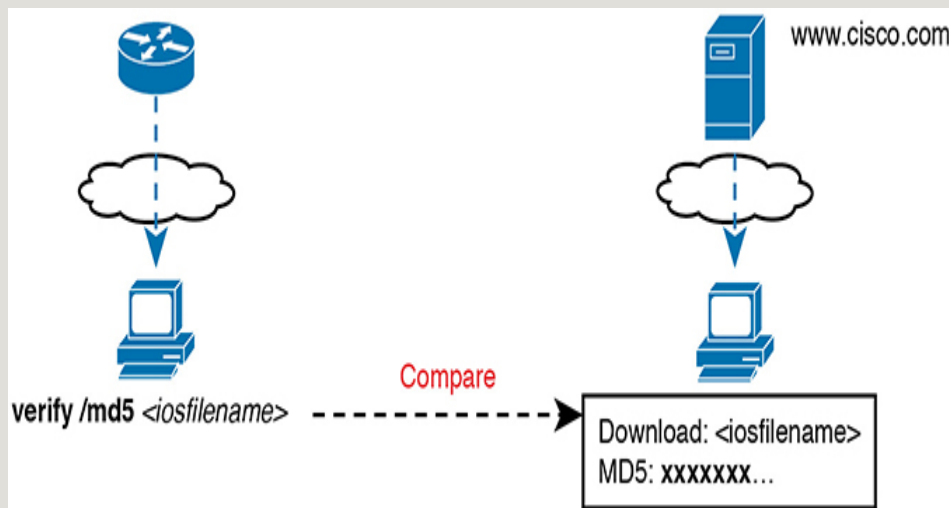 www.cisco.com
Compare
verify /md5 <iosfilename>
Download: <iosfilename>
MD5: xxxxxxx...